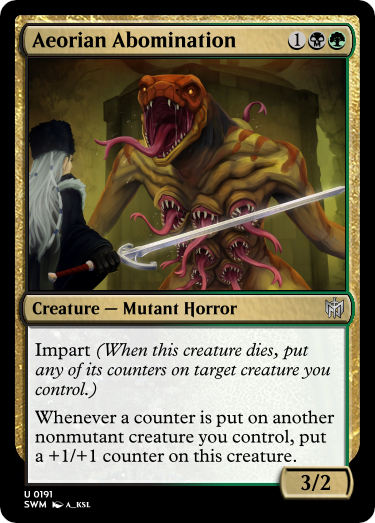 Aeorian Abomination 1
Creature — Mutant Horror
Impart (When this creature dies, put
any of its counters on target creature you
control.)
Whenever a counter is put on another
nonmutant creature you control, put
a +1/+1 counter on this creature.
3/2
U 0191
SWM A_KSL